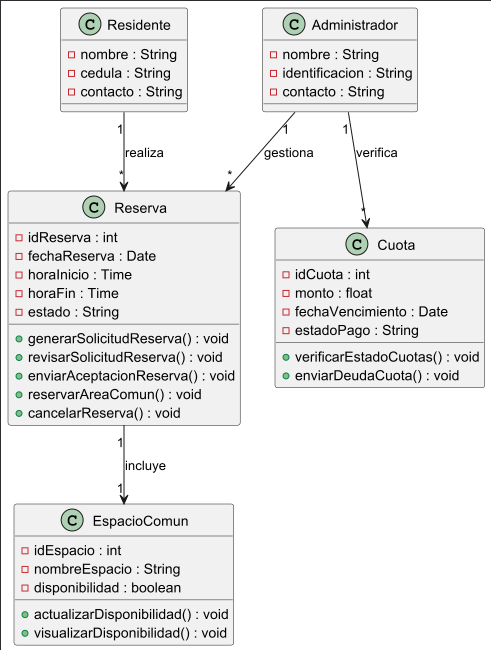 C Residente
nombre : String
cedula : String
contacto : String
C Administrador
nombre : String
identificacion : String
contacto : String
1
realiza
*
1
gestiona
*
1
verifica
*
C Reserva
idReserva : int
fechaReserva : Date
horaInicio : Time
horaFin : Time
estado : String
generarSolicitudReserva() : void
revisarSolicitudReserva() : void
enviarAceptacionReserva() : void
reservarAreaComun() : void
cancelarReserva() : void
C Cuota
idCuota : int
monto : float
fechaVencimiento : Date
estadoPago : String
verificarEstadoCuotas() : void
enviarDeudaCuota() : void
1
incluye
1
C EspacioComun
idEspacio : int
nombreEspacio : String
disponibilidad : boolean
actualizarDisponibilidad() : void
visualizarDisponibilidad() : void